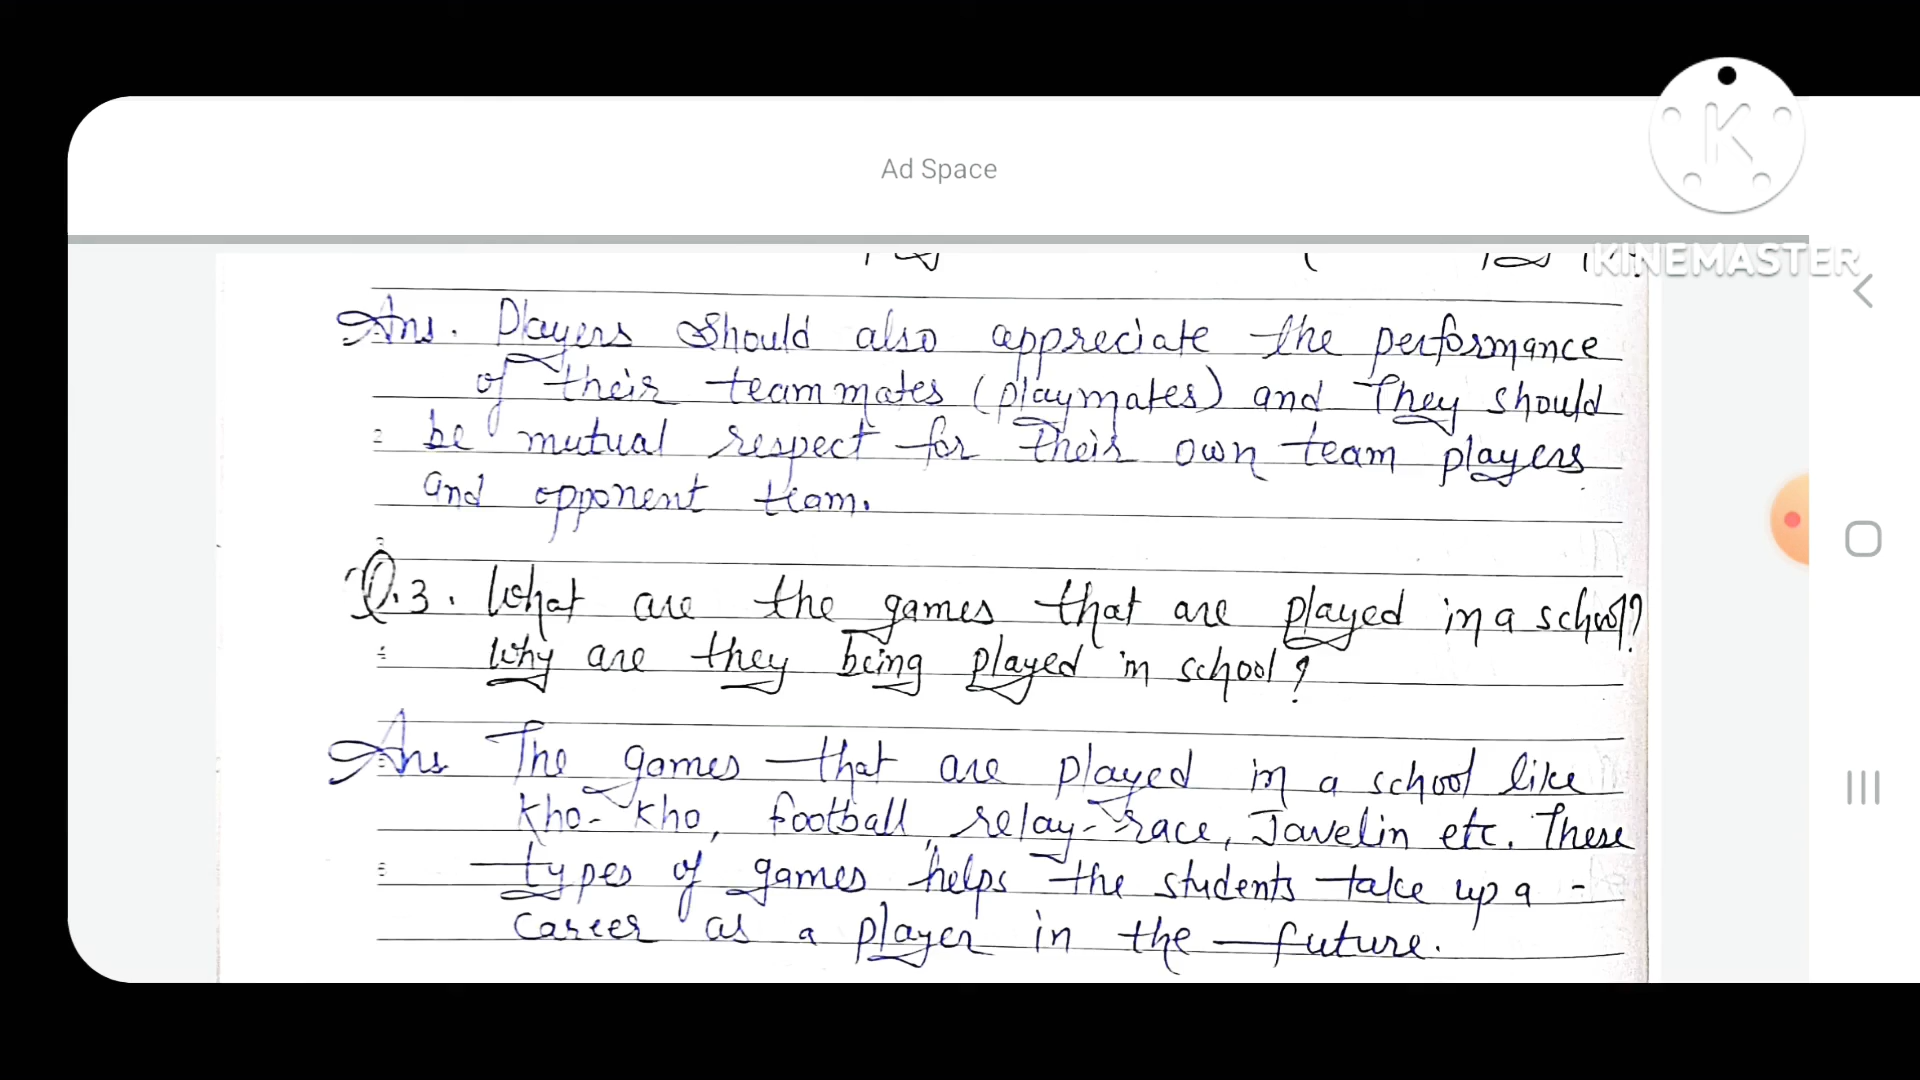 Ad Space
K
KINEMASTER
Ans. Players should also appreciate the performance
of their teammates (playmates) and They should
be mutual respect for Their own team players
and opponent team.
Q.3. What are the games that are played in a school?
Why are they being played in school?
Ans The games that are played in a school like
Kho-Kho, football, relay-race, Javelin etc. These
types of games helps the students take up a -
career as a player in the future.